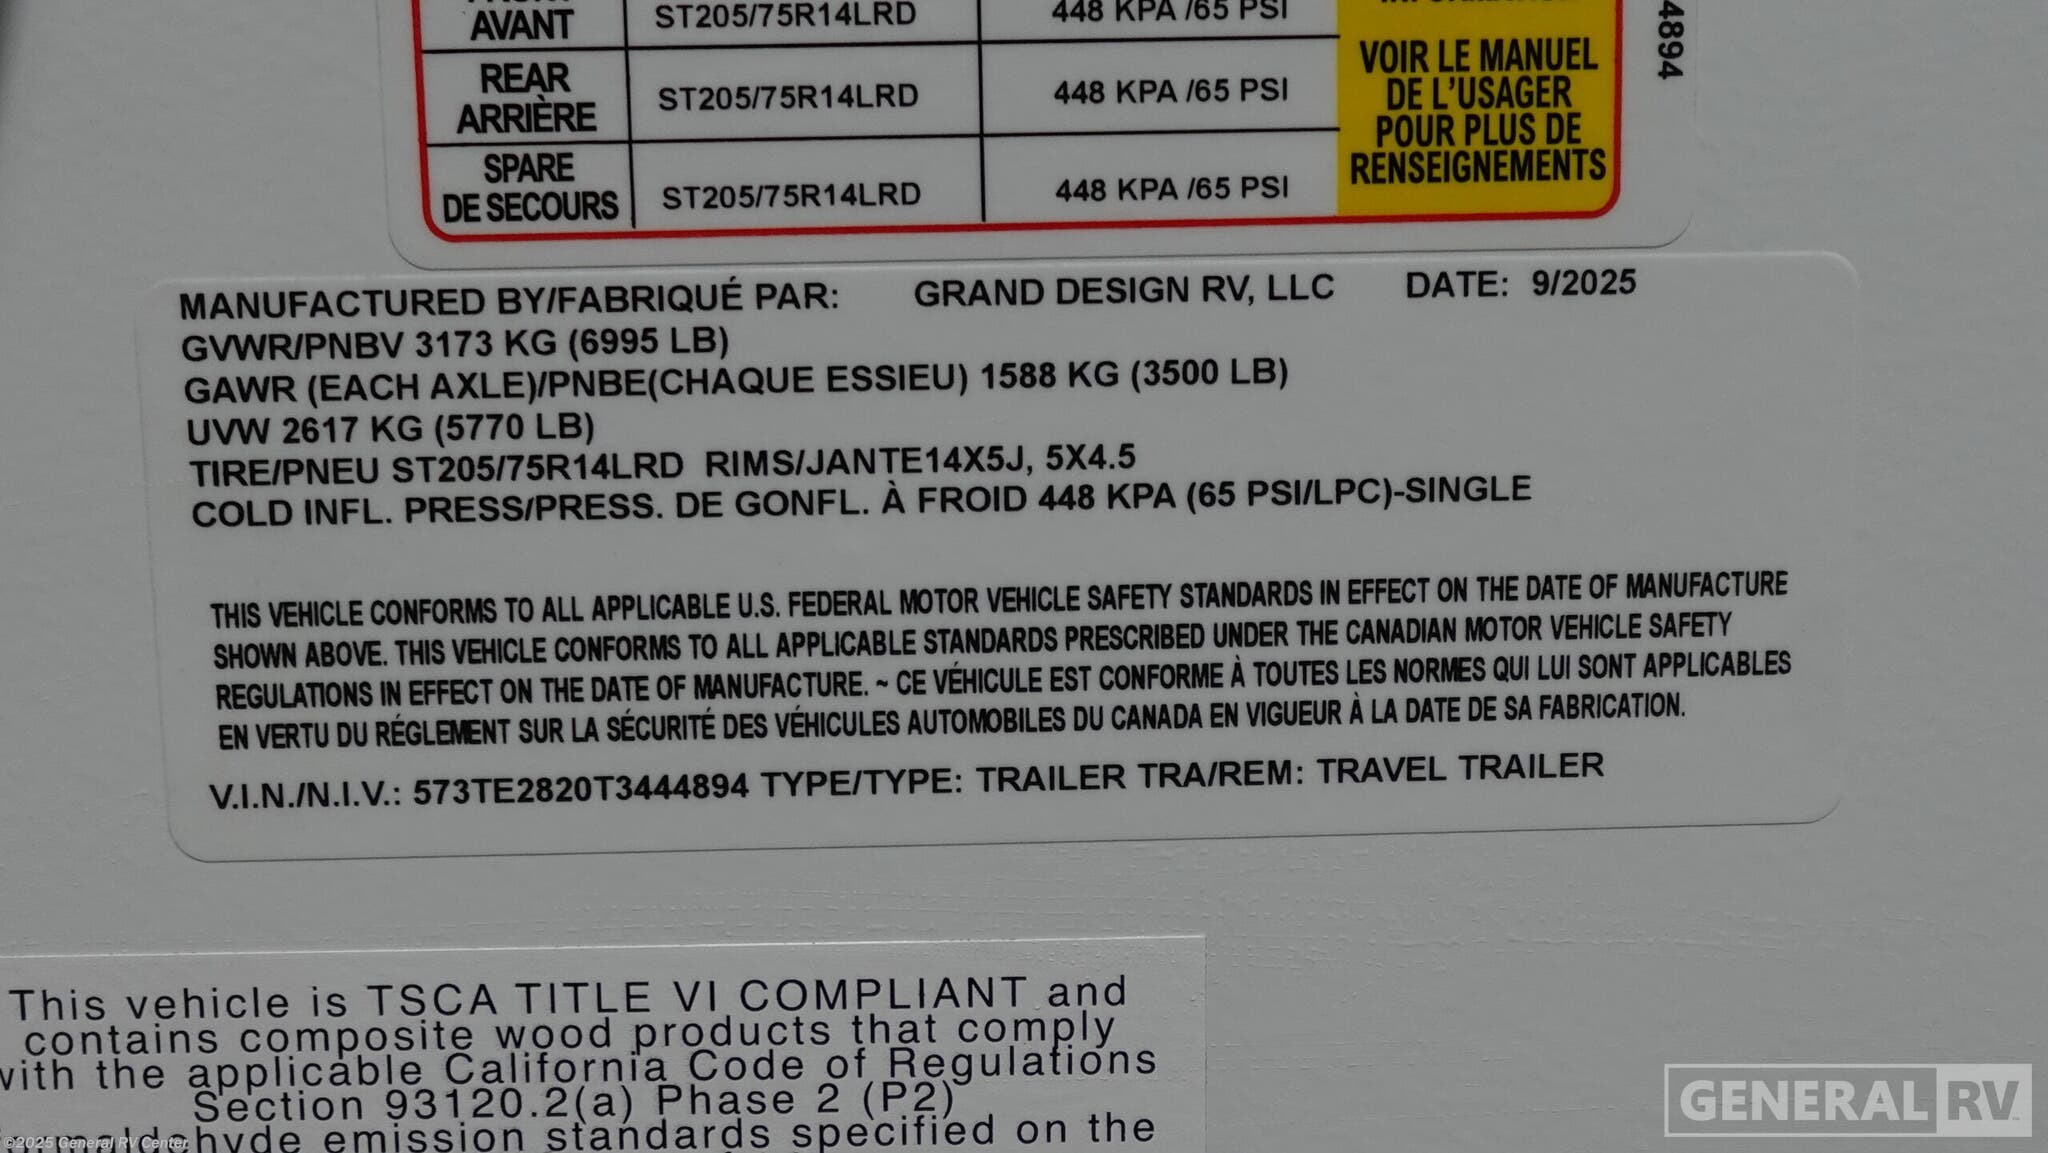 AVANT
ST205/75R14LRD 448 KPA /65 PSI
REAR
ARRIÈRE
ST205/75R14LRD 448 KPA /65 PSI
SPARE
DE SECOURS
ST205/75R14LRD 448 KPA /65 PSI
VOIR LE MANUEL
DE L'USAGER
POUR PLUS DE
RENSEIGNEMENTS
4894
MANUFACTURED BY/FABRIQUÉ PAR: GRAND DESIGN RV, LLC DATE: 9/2025
GVWR/PNBV 3173 KG (6995 LB)
GAWR (EACH AXLE)/PNBE(CHAQUE ESSIEU) 1588 KG (3500 LB)
UVW 2617 KG (5770 LB)
TIRE/PNEU ST205/75R14LRD RIMS/JANTE14X5J, 5X4.5
COLD INFL. PRESS/PRESS. DE GONFL. À FROID 448 KPA (65 PSI/LPC)-SINGLE
THIS VEHICLE CONFORMS TO ALL APPLICABLE U.S. FEDERAL MOTOR VEHICLE SAFETY STANDARDS IN EFFECT ON THE DATE OF MANUFACTURE
SHOWN ABOVE. THIS VEHICLE CONFORMS TO ALL APPLICABLE STANDARDS PRESCRIBED UNDER THE CANADIAN MOTOR VEHICLE SAFETY
REGULATIONS IN EFFECT ON THE DATE OF MANUFACTURE. ~ CE VÉHICULE EST CONFORME À TOUTES LES NORMES QUI LUI SONT APPLICABLES
EN VERTU DU RÉGLEMENT SUR LA SÉCURITÉ DES VÉHICULES AUTOMOBILES DU CANADA EN VIGUEUR À LA DATE DE SA FABRICATION.
V.I.N./N.I.V.: 573TE2820T3444894 TYPE/TYPE: TRAILER TRA/REM: TRAVEL TRAILER
This vehicle is TSCA TITLE VI COMPLIANT and
contains composite wood products that comply
with the applicable California Code of Regulations
Section 93120.2(a) Phase 2 (P2)
emission standards specified on the
©2025 General RV Center
GENERAL RV